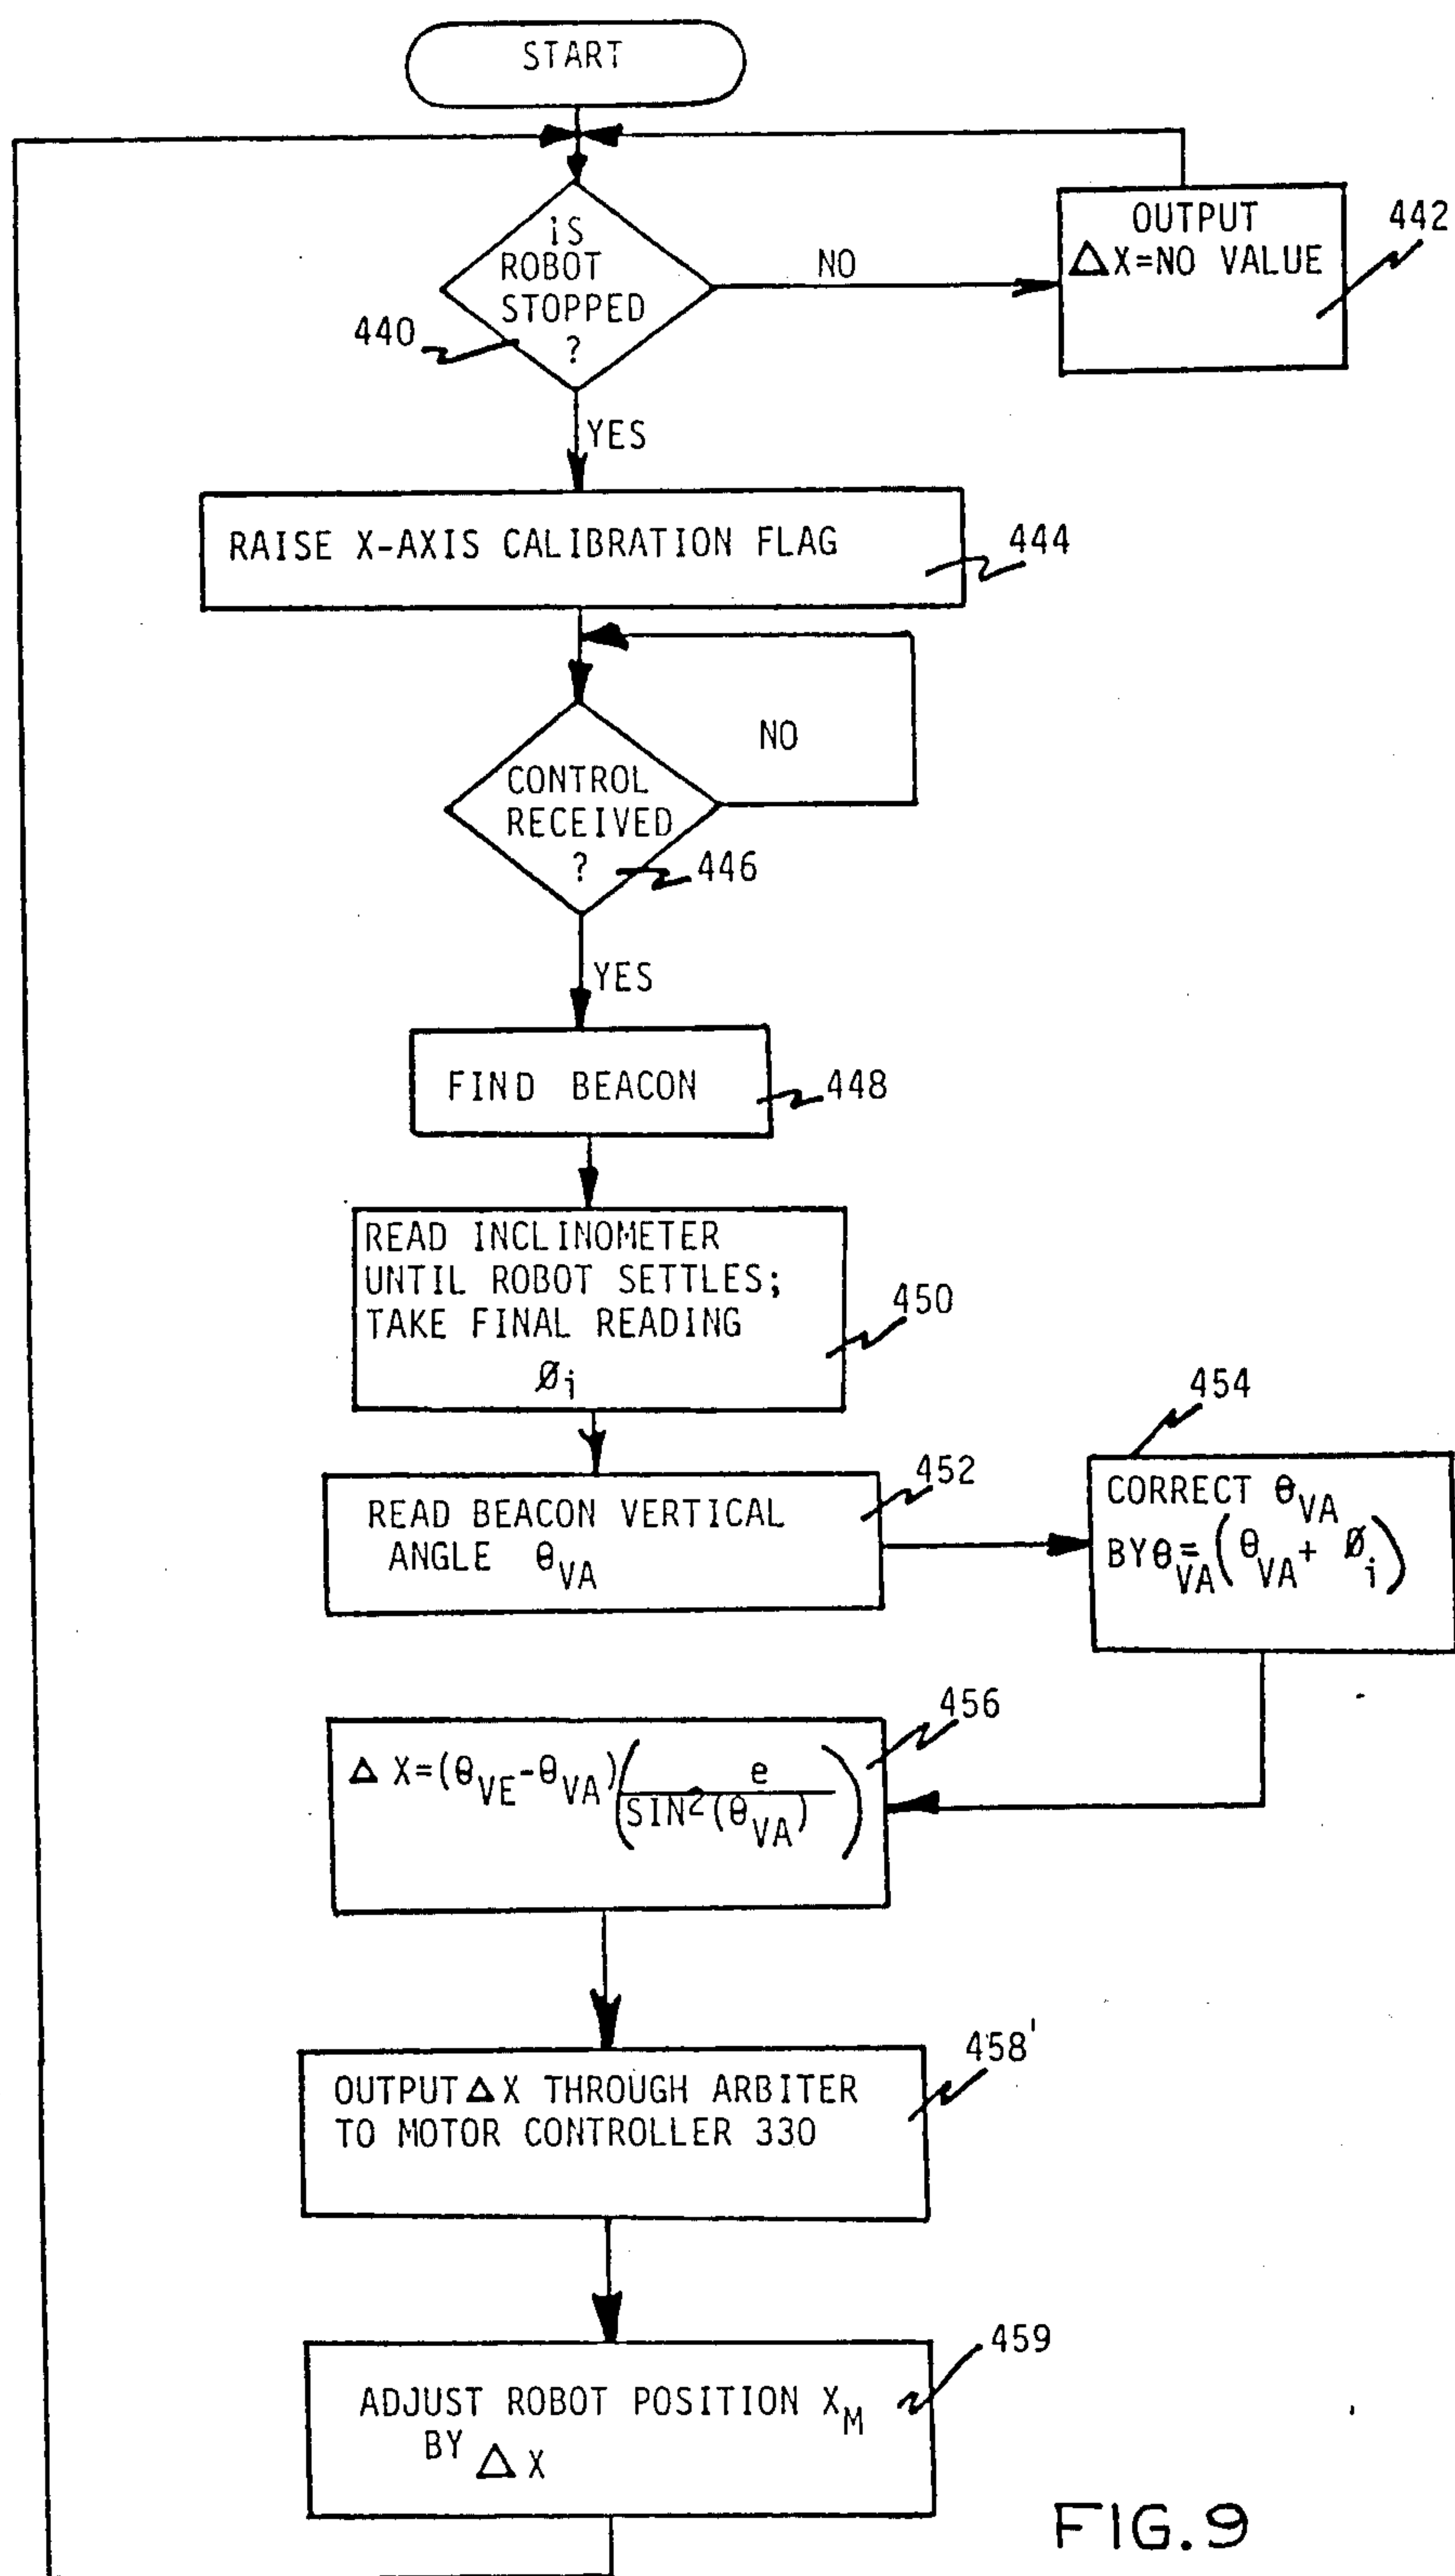 START
iS
ROBOT
STOPPED
?
440
NO
OUTPUT
ΔX=NO VALUE
442
YES
RAISE X-AXIS CALIBRATION FLAG
444
NO
CONTROL
RECEIVED
?
446
YES
FIND BEACON
448
READ INCLINOMETER
UNTIL ROBOT SETTLES;
TAKE FINAL READING
Øi
450
READ BEACON VERTICAL
ANGLE θVA
452
454
CORRECT θVA
BYθVA=(θVA+ Øi)
456
Δ X=(θVE-θVA)(e/SIN²(θVA))
458'
OUTPUT ΔX THROUGH ARBITER
TO MOTOR CONTROLLER 330
459
ADJUST ROBOT POSITION XM
BY ΔX
FIG.9